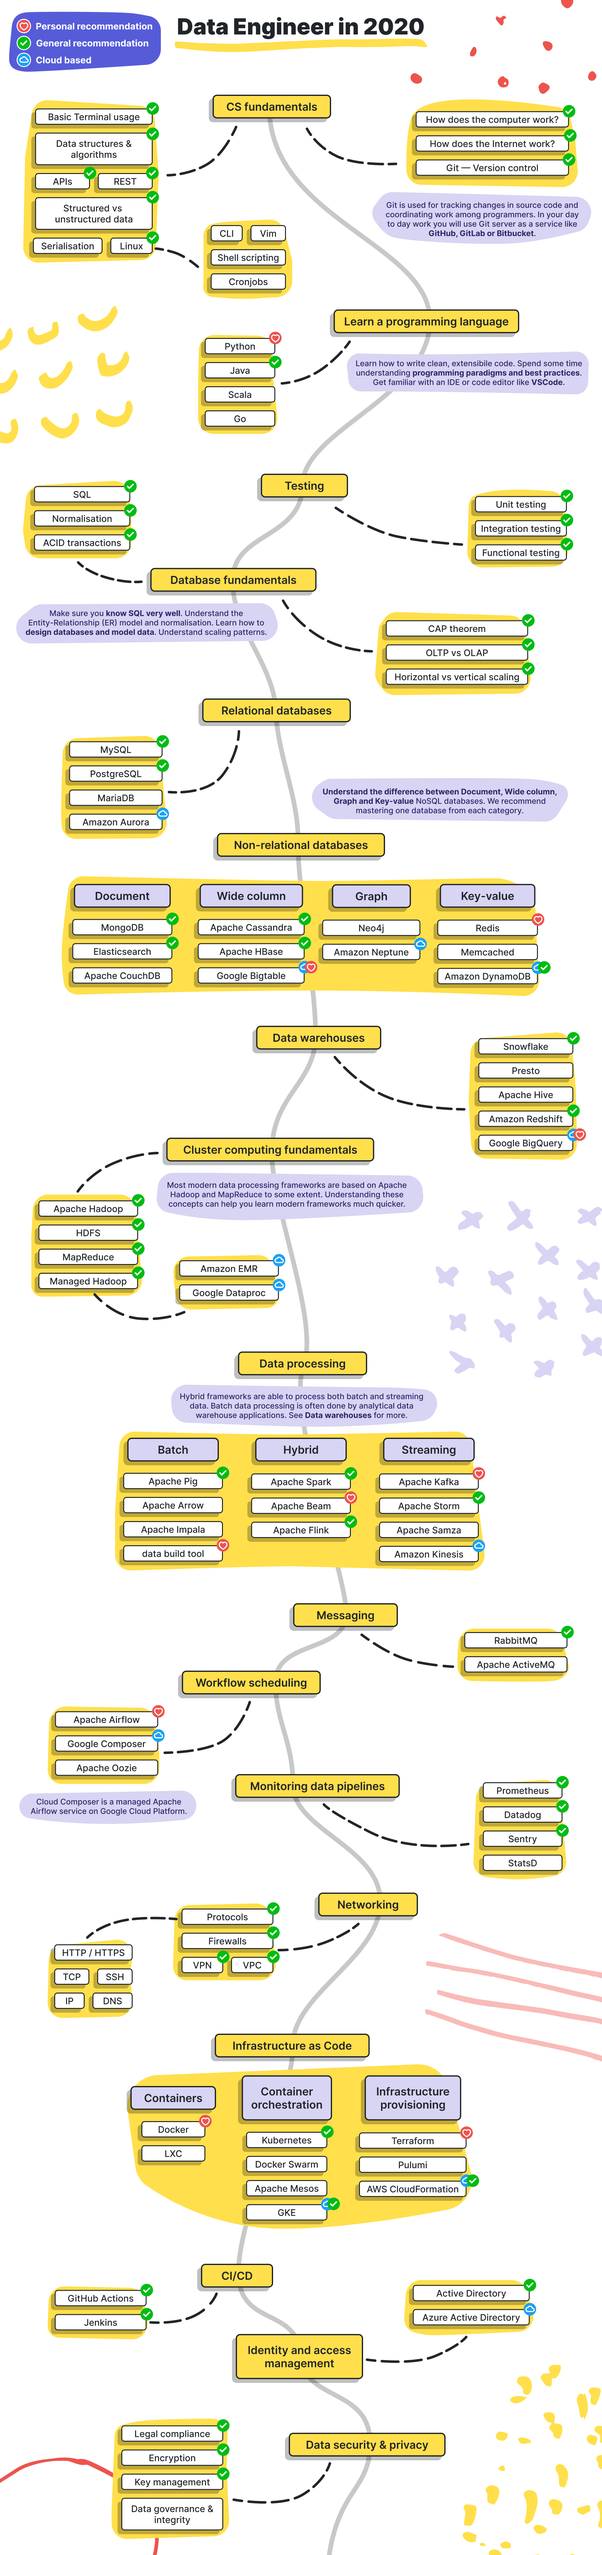 Data Engineer in 2020
Personal recommendation
General recommendation
Cloud based
CS fundamentals
Basic Terminal usage
Data structures &
algorithms
APIs
REST
Structured vs
unstructured data
Serialisation
Linux
How does the computer work?
How does the Internet work?
Git — Version control
Git is used for tracking changes in source code and
coordinating work among programmers. In your day
to day work you will use Git server as a service like
GitHub, GitLab or Bitbucket.
CLI
Vim
Shell scripting
Cronjobs
Learn a programming language
Python
Java
Scala
Go
Learn how to write clean, extensibile code. Spend some time
understanding programming paradigms and best practices.
Get familiar with an IDE or code editor like VSCode.
Testing
Unit testing
Integration testing
Functional testing
SQL
Normalisation
ACID transactions
Database fundamentals
Make sure you know SQL very well. Understand the
Entity-Relationship (ER) model and normalisation. Learn how to
design databases and model data. Understand scaling patterns.
CAP theorem
OLTP vs OLAP
Horizontal vs vertical scaling
Relational databases
MySQL
PostgreSQL
MariaDB
Amazon Aurora
Understand the difference between Document, Wide column,
Graph and Key-value NoSQL databases. We recommend
mastering one database from each category.
Non-relational databases
Document
MongoDB
Elasticsearch
Apache CouchDB
Wide column
Apache Cassandra
Apache HBase
Google Bigtable
Graph
Neo4j
Amazon Neptune
Key-value
Redis
Memcached
Amazon DynamoDB
Data warehouses
Snowflake
Presto
Apache Hive
Amazon Redshift
Google BigQuery
Cluster computing fundamentals
Most modern data processing frameworks are based on Apache
Hadoop and MapReduce to some extent. Understanding these
concepts can help you learn modern frameworks much quicker.
Apache Hadoop
HDFS
MapReduce
Managed Hadoop
Amazon EMR
Google Dataproc
Data processing
Hybrid frameworks are able to process both batch and streaming
data. Batch data processing is often done by analytical data
warehouse applications. See Data warehouses for more.
Batch
Apache Pig
Apache Arrow
Apache Impala
data build tool
Hybrid
Apache Spark
Apache Beam
Apache Flink
Streaming
Apache Kafka
Apache Storm
Apache Samza
Amazon Kinesis
Messaging
RabbitMQ
Apache ActiveMQ
Workflow scheduling
Apache Airflow
Google Composer
Apache Oozie
Cloud Composer is a managed Apache
Airflow service on Google Cloud Platform.
Monitoring data pipelines
Prometheus
Datadog
Sentry
StatsD
Networking
Protocols
Firewalls
VPN
VPC
HTTP / HTTPS
TCP
SSH
IP
DNS
Infrastructure as Code
Containers
Docker
LXC
Container
orchestration
Kubernetes
Docker Swarm
Apache Mesos
GKE
Infrastructure
provisioning
Terraform
Pulumi
AWS CloudFormation
CI/CD
GitHub Actions
Jenkins
Active Directory
Azure Active Directory
Identity and access
management
Data security & privacy
Legal compliance
Encryption
Key management
Data governance &
integrity